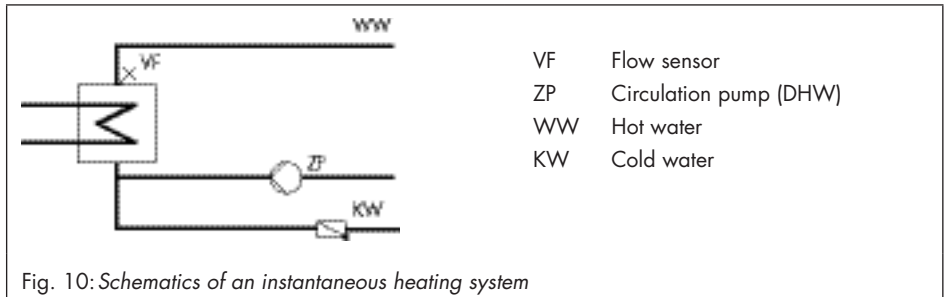 WW
VF
ZP
KW
VF Flow sensor
ZP Circulation pump (DHW)
WW Hot water
KW Cold water
Fig. 10: Schematics of an instantaneous heating system